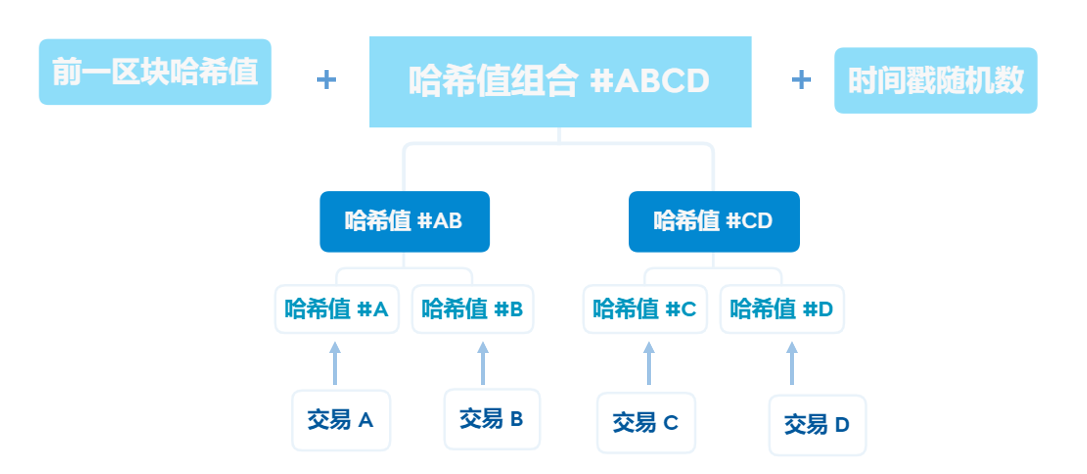 前一区块哈希值
+
哈希值组合 #ABCD
+
时间戳随机数
哈希值 #AB
哈希值 #CD
哈希值 #A
哈希值 #B
哈希值 #C
哈希值 #D
交易 A
交易 B
交易 C
交易 D